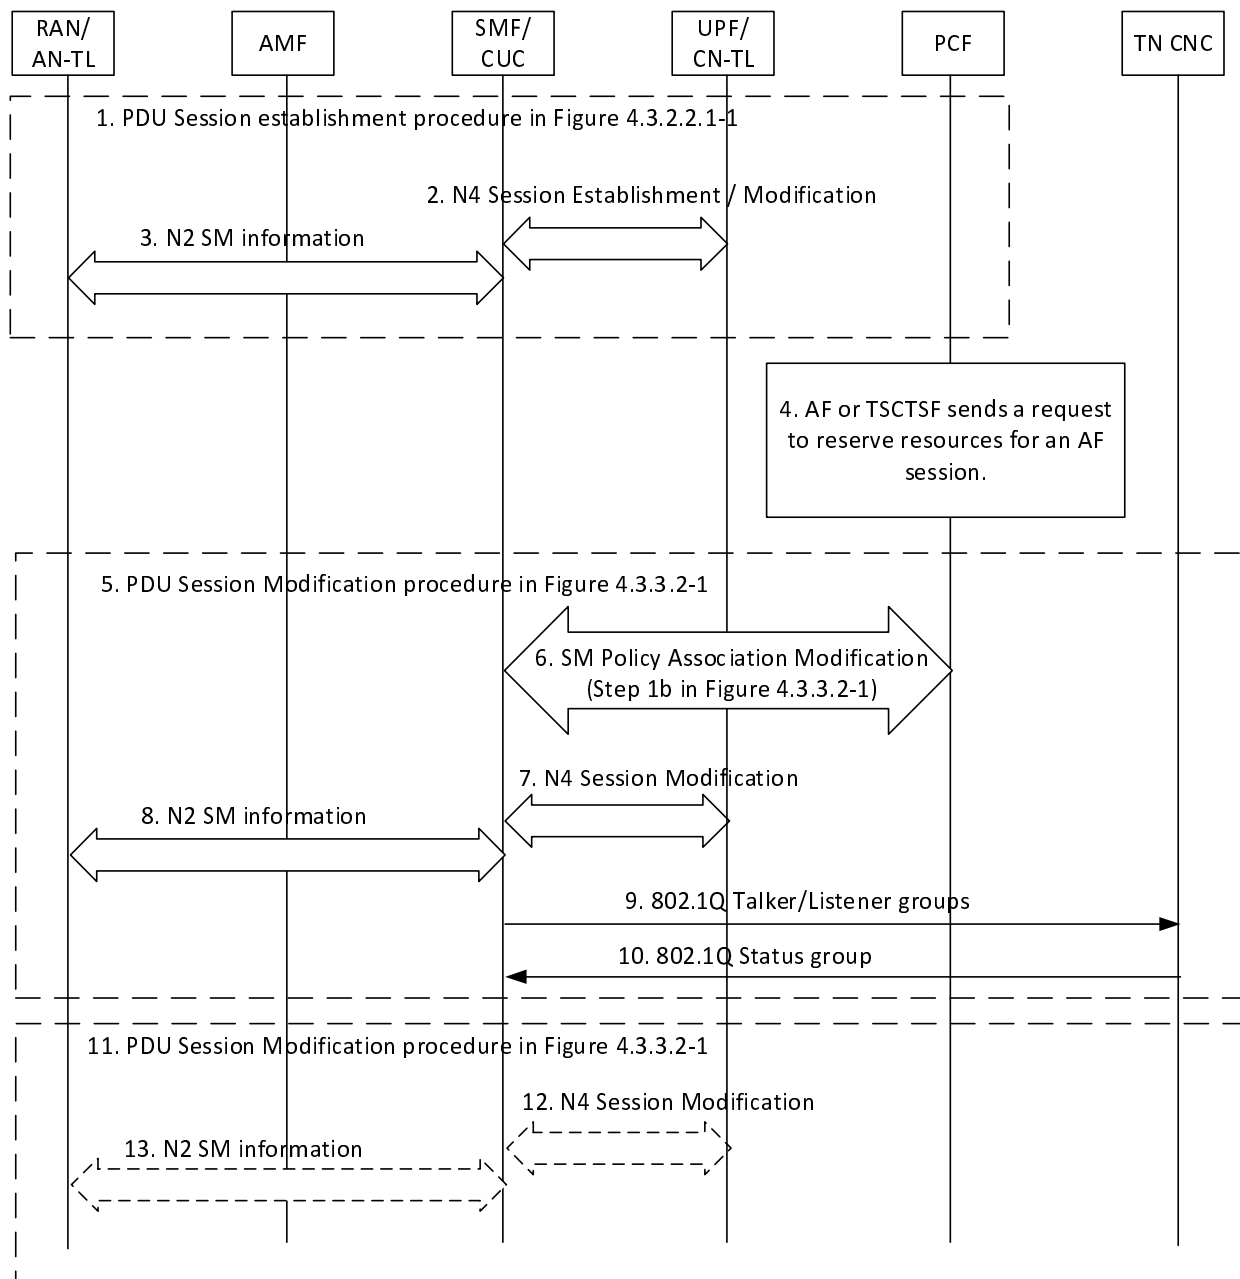 RAN/
AN-TL
AMF
SMF/
CUC
UPF/
CN-TL
PCF
TN CNC
1. PDU Session establishment procedure in Figure 4.3.2.2.1-1
2. N4 Session Establishment / Modification
3. N2 SM information
4. AF or TSCTSF sends a request
to reserve resources for an AF
session.
5. PDU Session Modification procedure in Figure 4.3.3.2-1
6. SM Policy Association Modification
(Step 1b in Figure 4.3.3.2-1)
7. N4 Session Modification
8. N2 SM information
9. 802.1Q Talker/Listener groups
10. 802.1Q Status group
11. PDU Session Modification procedure in Figure 4.3.3.2-1
12. N4 Session Modification
13. N2 SM information